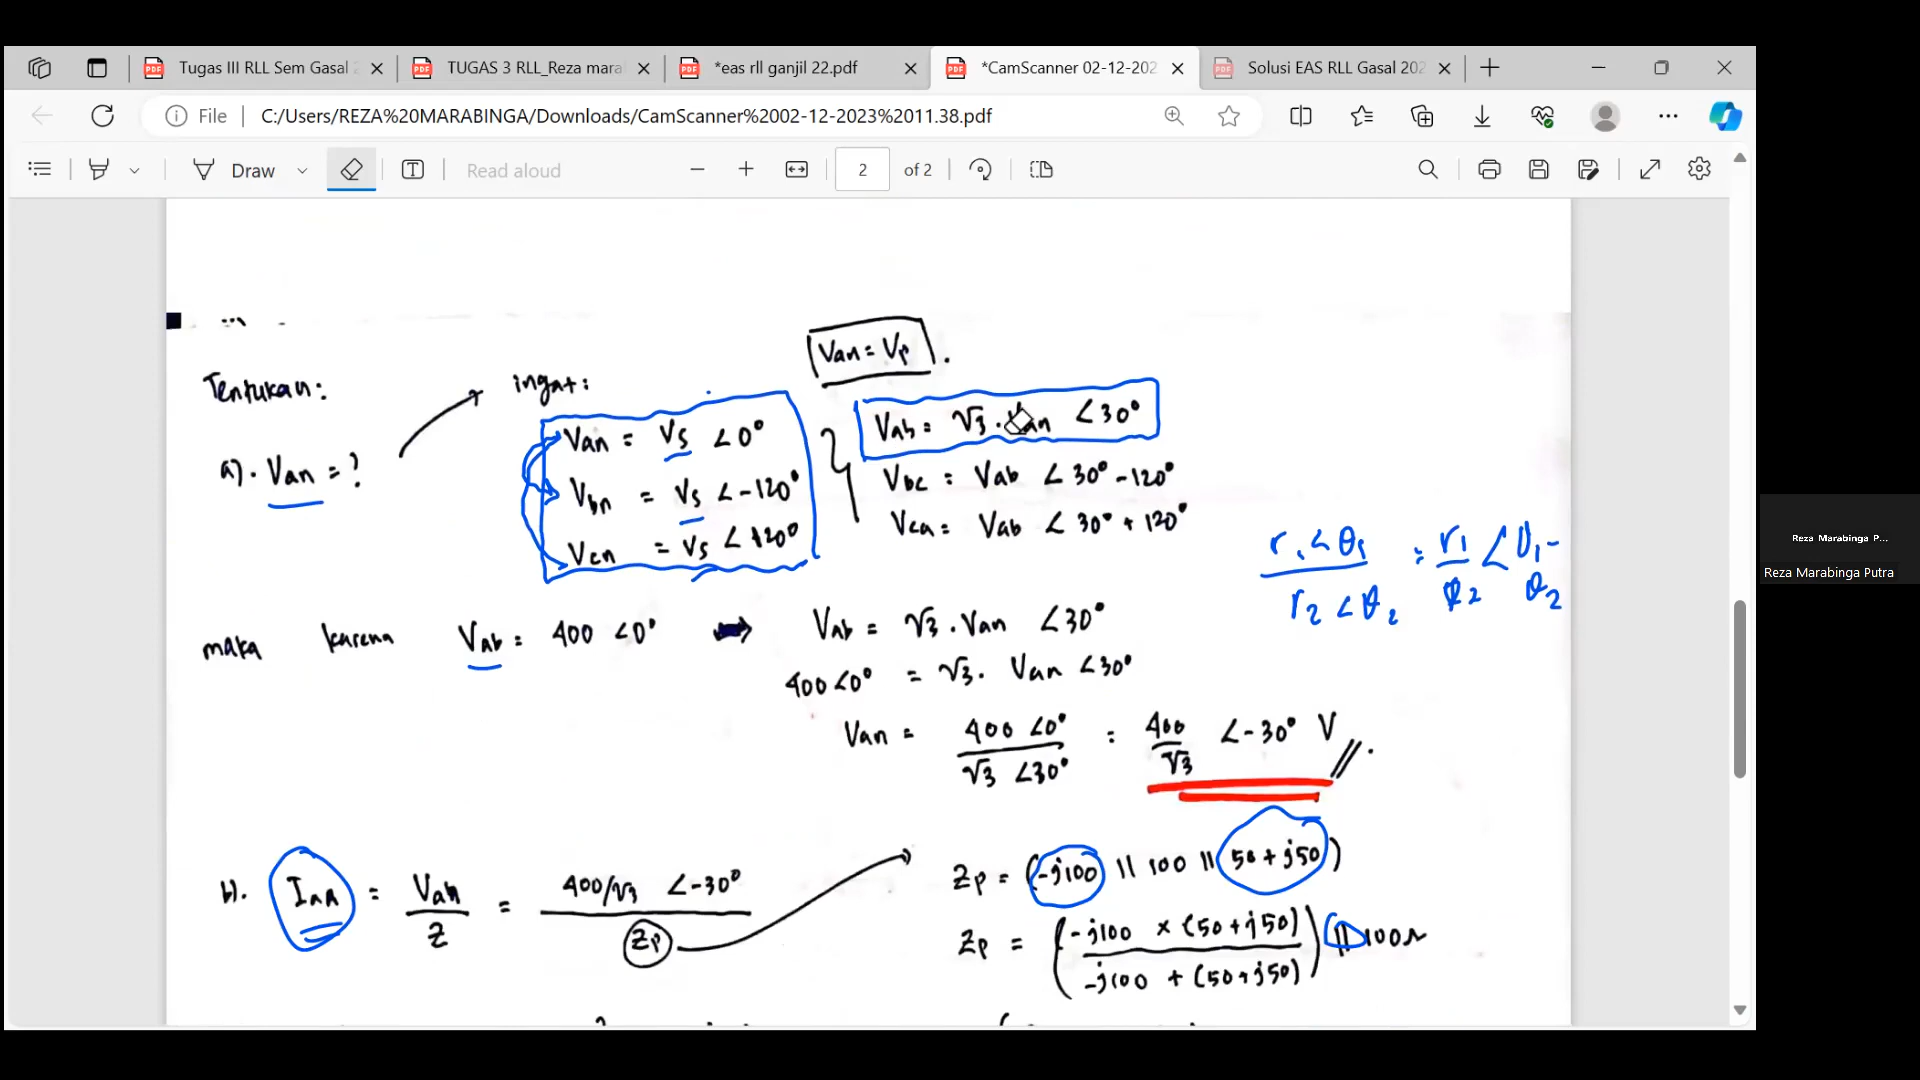 Tugas III RLL Sem Gasal 2
TUGAS 3 RLL_Reza mara
*eas rll ganjil 22.pdf
*CamScanner 02-12-202
Solusi EAS RLL Gasal 202
File
C:/Users/REZA%20MARABINGA/Downloads/CamScanner%2002-12-2023%2011.38.pdf
Draw
Read aloud
2
of 2
Van = Vp .
Tentukan:
ingat:
a). Van = ?
Van = Vs ∠0°
Vbn = Vs ∠-120°
Vcn = Vs ∠120°
Vab = √3 . Van ∠30°
Vbc = Vab ∠30° -120°
Vca = Vab ∠30° + 120°
r1 ∠θ1 / r2 ∠θ2 = r1 / r2 ∠θ1 - θ2
maka karena Vab = 400 ∠0° → Vab = √3 . Van ∠30°
400 ∠0° = √3 . Van ∠30°
Van = 400 ∠0° / √3 ∠30° = 400 / √3 ∠-30° V //.
b). IaA = Van / Z = 400/√3 ∠-30° / Zp
Zp = (-j100 || 100 || 50 + j50)
Zp = (-j100 x (50 + j50) / -j100 + (50 + j50)) || 100Ω
Reza Marabinga P...
Reza Marabinga Putra